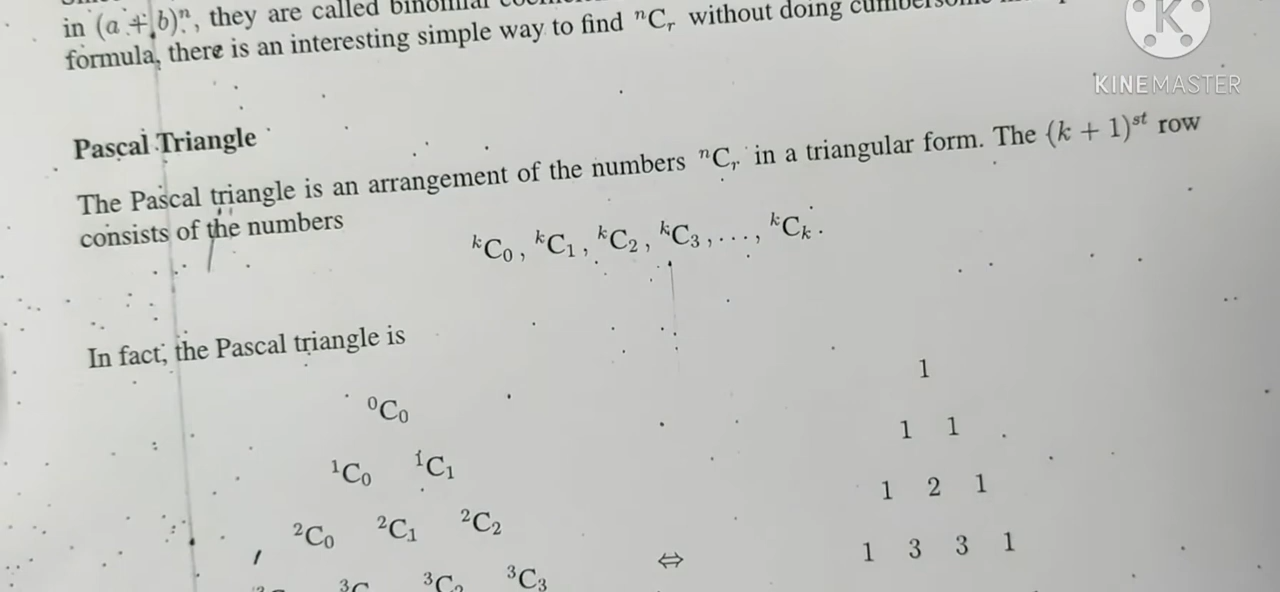 in (a + b)ⁿ, they are called binomial
formula, there is an interesting simple way to find ⁿCᵣ without doing
K
KINEMASTER
Pascal Triangle
The Pascal triangle is an arrangement of the numbers ⁿCᵣ in a triangular form. The (k + 1)ˢᵗ row
consists of the numbers
ᵏC₀, ᵏC₁, ᵏC₂, ᵏC₃, ..., ᵏCₖ.
In fact, the Pascal triangle is
⁰C₀
1
¹C₀ ¹C₁
1 1
²C₀ ²C₁ ²C₂
1 2 1
³C₂ ³C₃ ⇔ 1 3 3 1